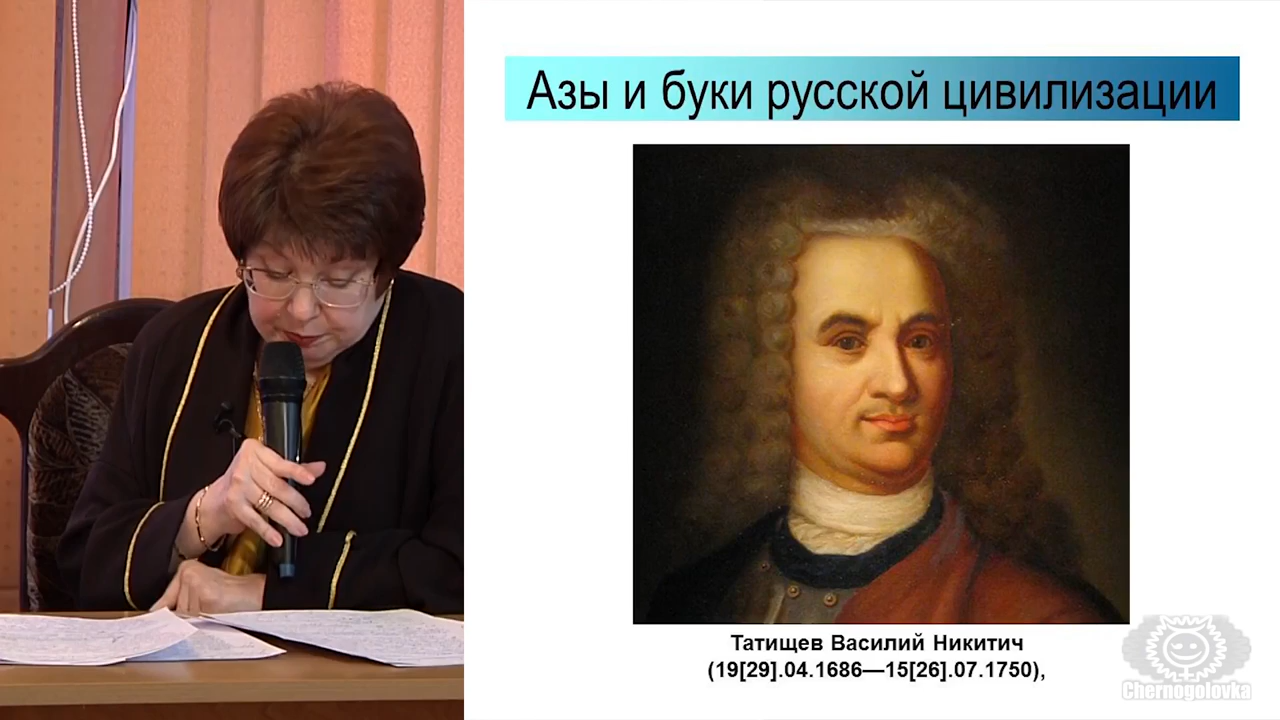 Азы и буки русской цивилизации
Татищев Василий Никитич
(19[29].04.1686—15[26].07.1750),
Chernogolovka